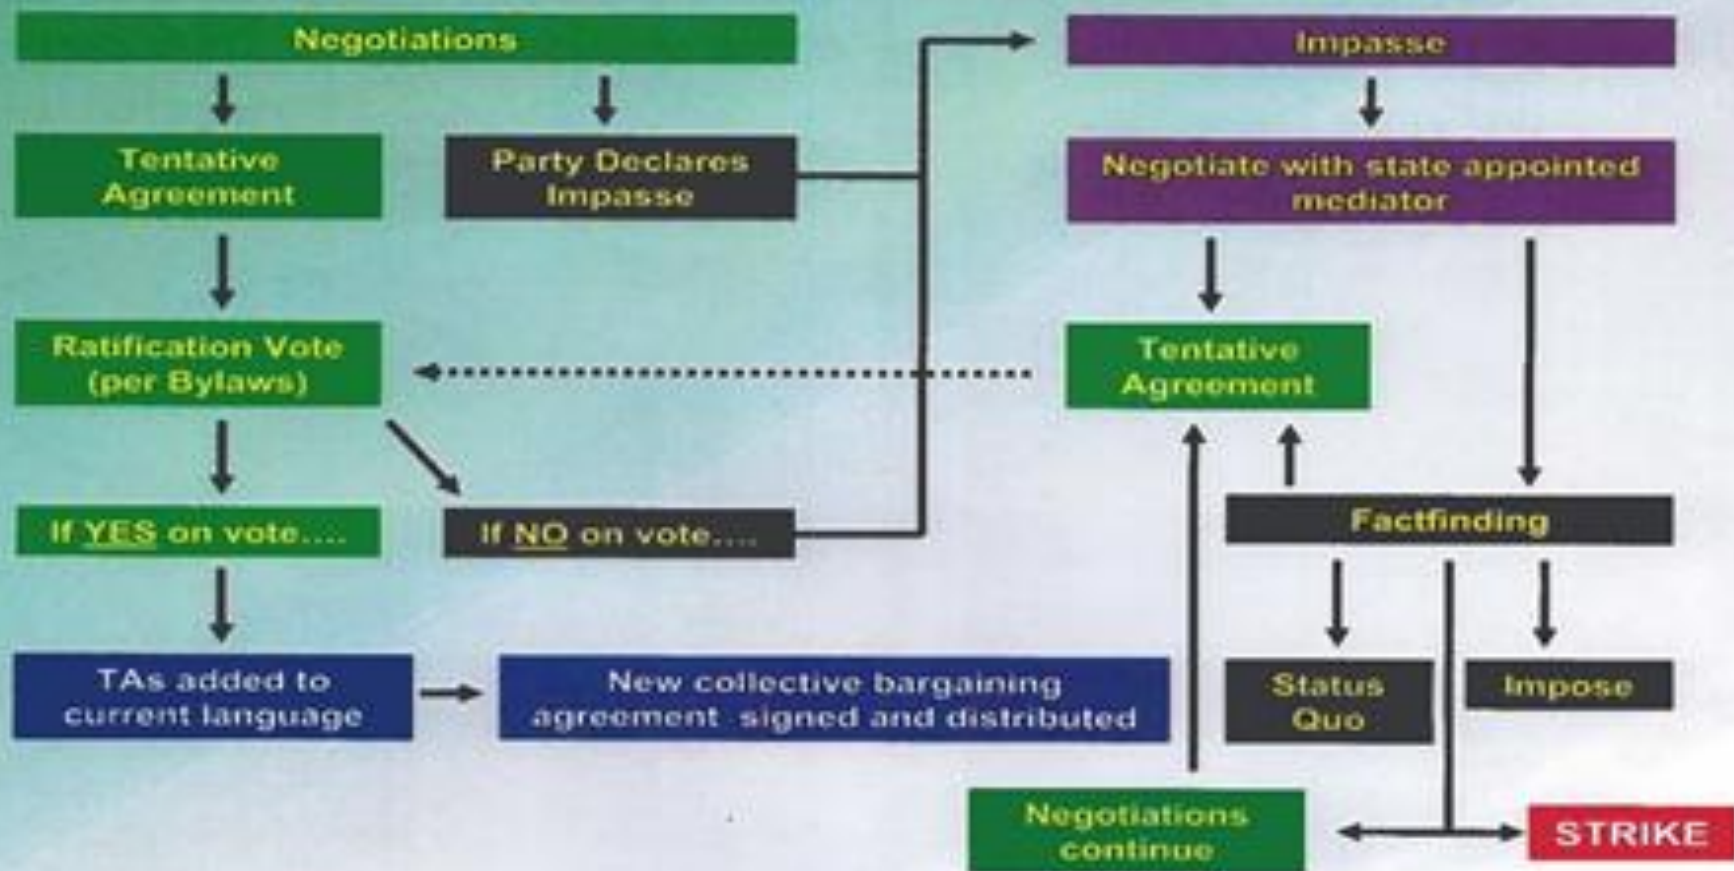 Negotiations
Tentative
Agreement
Party Declares
Impasse
Ratification Vote
(per Bylaws)
If YES on vote....
If NO on vote....
TAs added to
current language
New collective bargaining
agreement signed and distributed
Impasse
Negotiate with state appointed
mediator
Tentative
Agreement
Factfinding
Status
Quo
Impose
Negotiations
continue
STRIKE